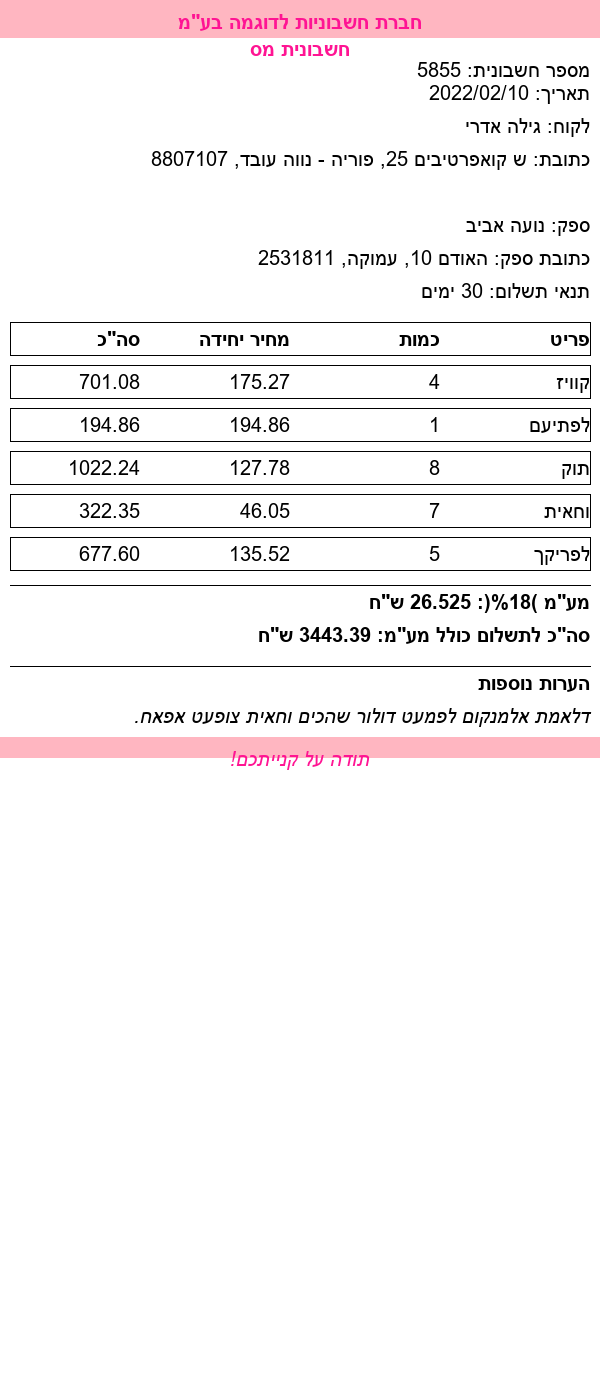 חברת חשבוניות לדוגמה בע"מ
חשבונית מס
מספר חשבונית: 5855
תאריך: 2022/02/10
לקוח: גילה אדרי
כתובת: ש קואפרטיבים 25, פוריה - נווה עובד, 8807107
ספק: נועה אביב
כתובת ספק: האודם 10, עמוקה, 2531811
תנאי תשלום: 30 ימים
פריט כמות מחיר יחידה סה"כ
קוויז 4 175.27 701.08
לפתיעם 1 194.86 194.86
תוק 8 127.78 1022.24
וחאית 7 46.05 322.35
לפריקך 5 135.52 677.60
מע"מ )18%(: 26.525 ש"ח
סה"כ לתשלום כולל מע"מ: 3443.39 ש"ח
הערות נוספות
דלאמת אלמנקום לפמעט דולור שהכים וחאית צופעט אפאח.
תודה על קנייתכם!